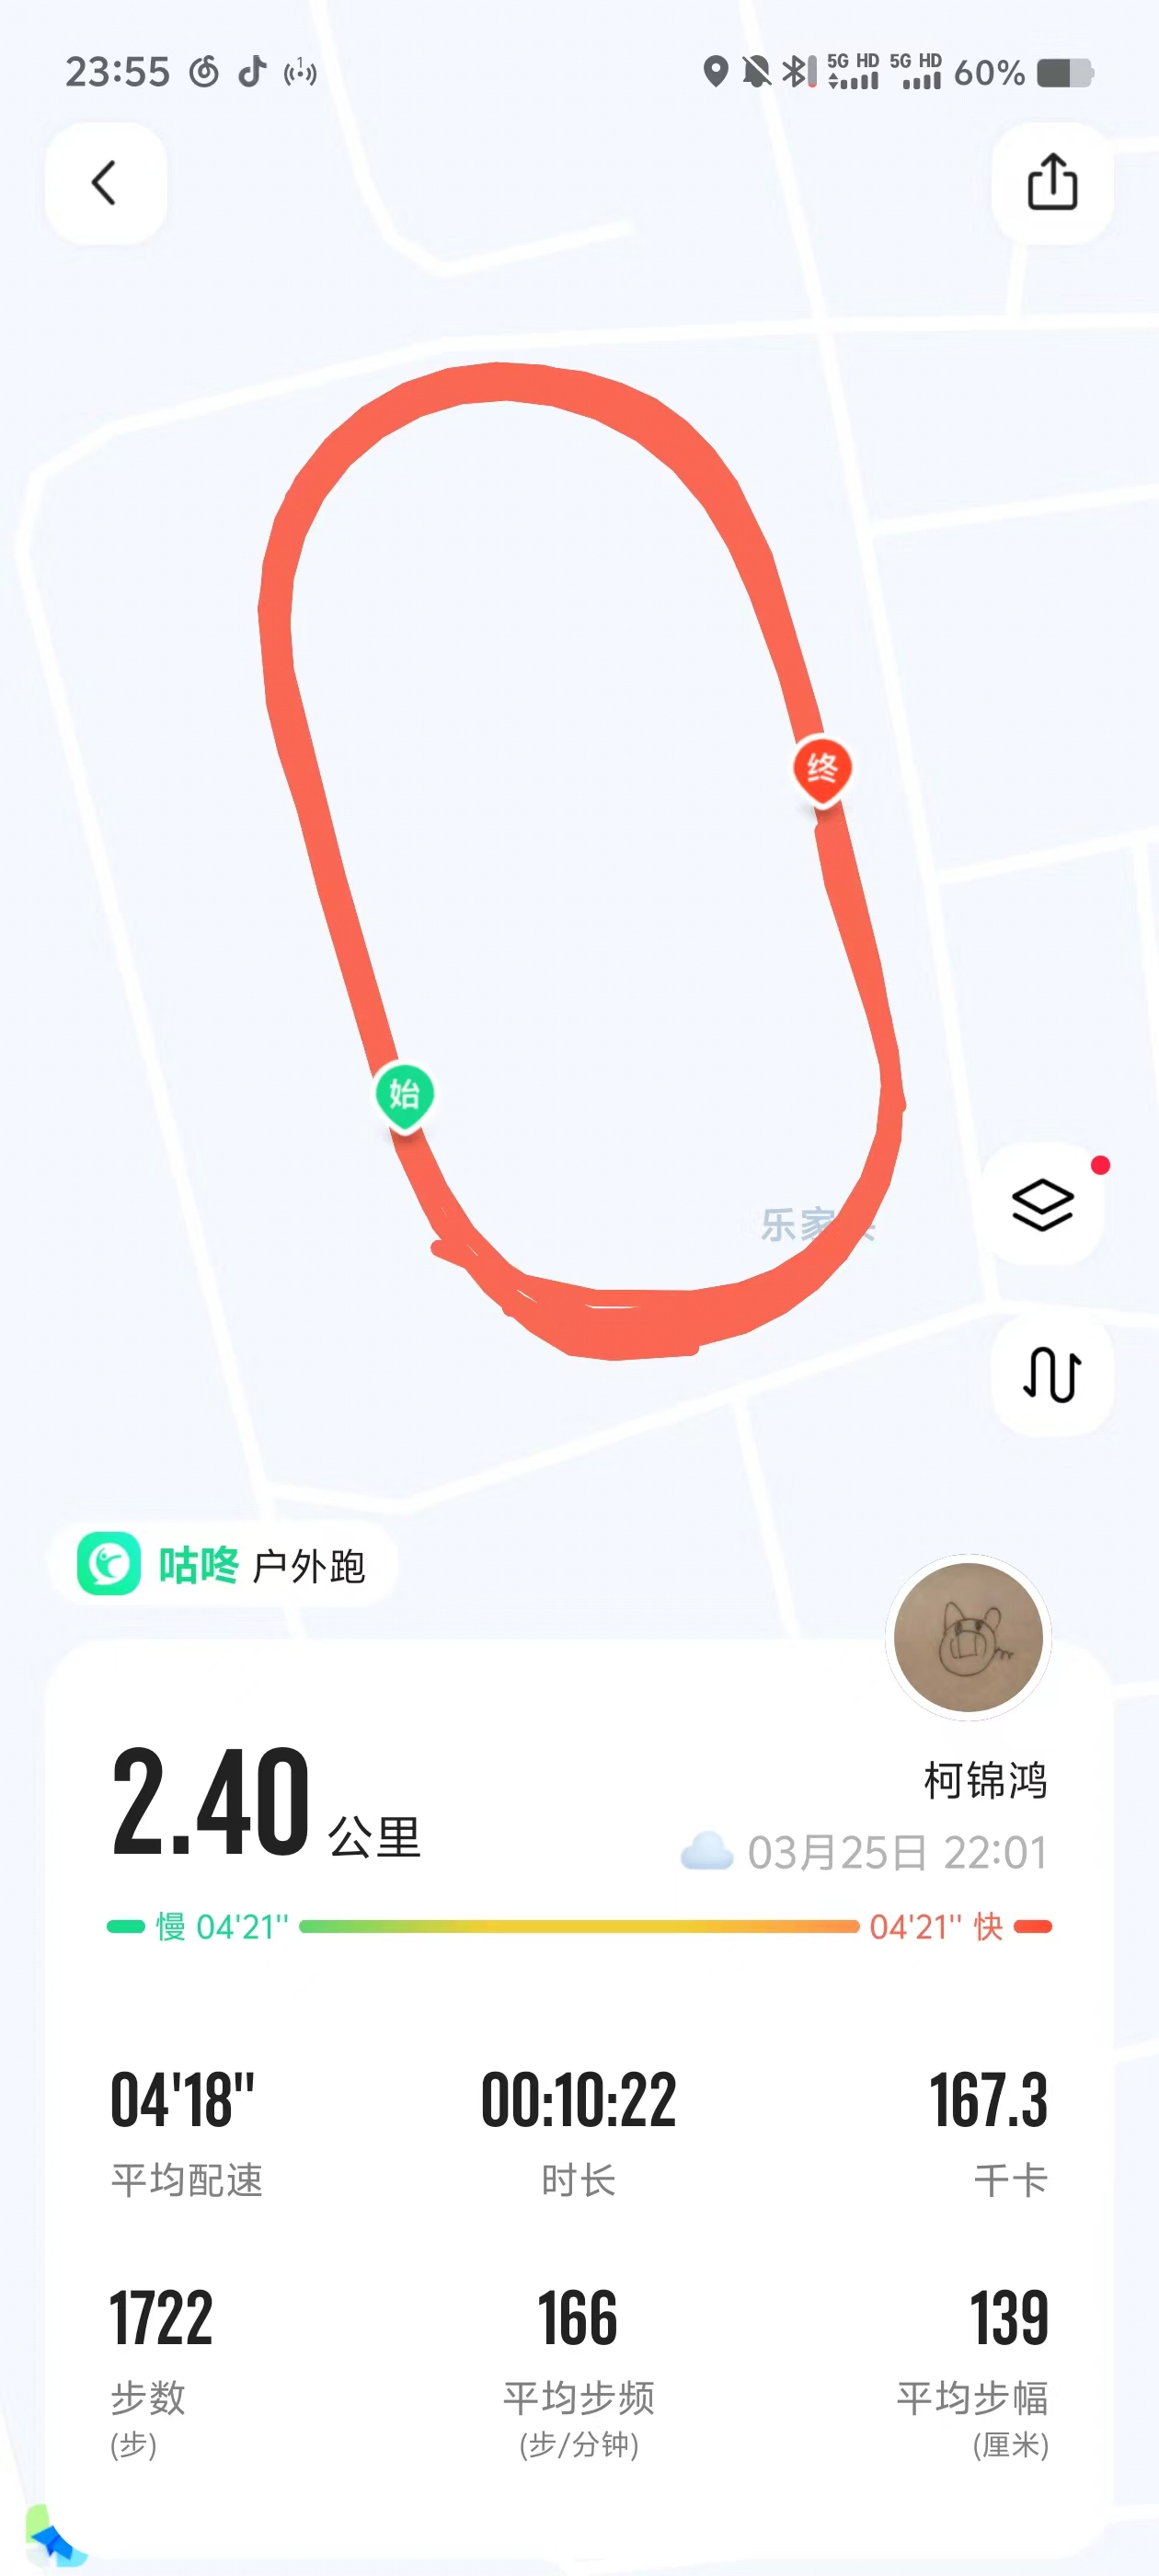 23:55
5G HD 5G HD 60%
终
始
乐家
咕咚 户外跑
2.40 公里
柯锦鸿
03月25日 22:01
慢 04'21" 04'21" 快
04'18" 00:10:22 167.3
平均配速 时长 千卡
1722 166 139
步数 平均步频 平均步幅
(步) (步/分钟) (厘米)